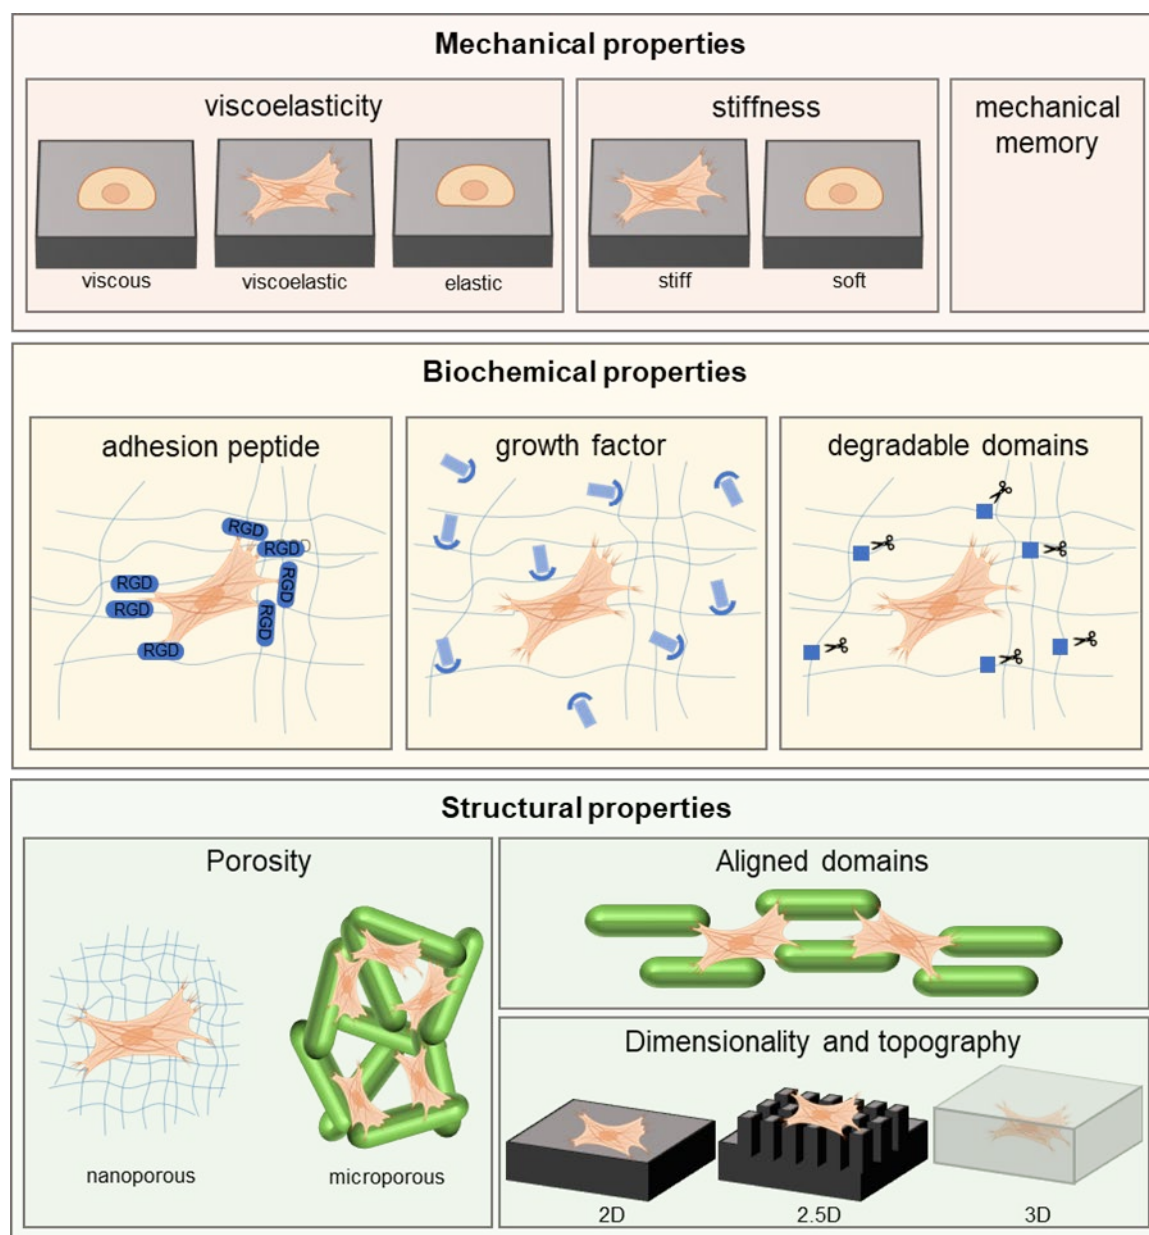 Mechanical properties
viscoelasticity
viscous
viscoelastic
elastic
stiffness
stiff
soft
mechanical
memory
Biochemical properties
adhesion peptide
RGD
RGD
RGD
RGD
RGD
RGD
RGD
growth factor
degradable domains
Structural properties
Porosity
nanoporous
microporous
Aligned domains
Dimensionality and topography
2D
2.5D
3D